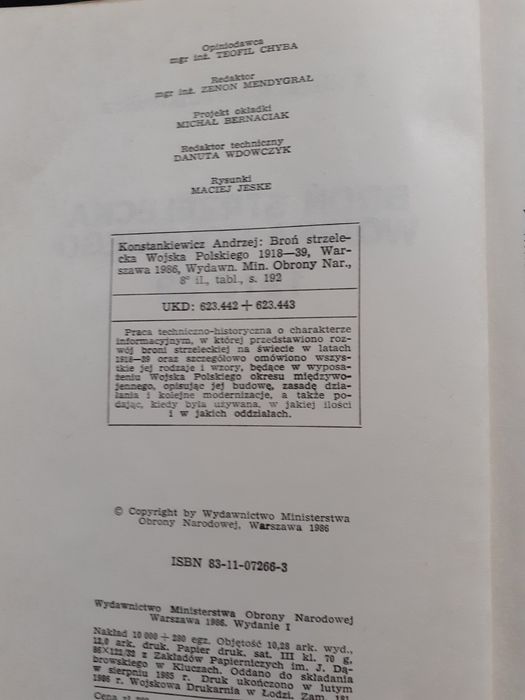 Opiniodawca
mgr inż. TEOFIL CHYBA
Redaktor
mgr inż. ZENON MENDYGRAŁ
Projekt okładki
MICHAŁ BERNACIAK
Redaktor techniczny
DANUTA WDOWCZYK
Rysunki
MACIEJ JESKE
Konstankiewicz Andrzej: Broń strzele-
cka Wojska Polskiego 1918—39, War-
szawa 1986, Wydawn. Min. Obrony Nar.,
8° il., tabl., s. 192
UKD: 623.442 + 623.443
Praca techniczno-historyczna o charakterze
informacyjnym, w której przedstawiono roz-
wój broni strzeleckiej na świecie w latach
1918—39 oraz szczegółowo omówiono wszys-
tkie jej rodzaje i wzory, będące w wyposa-
żeniu Wojska Polskiego okresu międzywo-
jennego, opisując jej budowę, zasadę dzia-
łania i kolejne modernizacje, a także po-
dając, kiedy była używana, w jakiej ilości
i w jakich oddziałach.
© Copyright by Wydawnictwo Ministerstwa
Obrony Narodowej, Warszawa 1986
ISBN 83-11-07266-3
Wydawnictwo Ministerstwa Obrony Narodowej
Warszawa 1986. Wydanie I
Nakład 10 000 + 280 egz. Objętość 10,28 ark. wyd.,
12,0 ark. druk. Papier druk. sat. III kl. 70 g,
86×122/32 z Zakładów Papierniczych im. J. Dą-
browskiego w Kluczach. Oddano do składania
w sierpniu 1985 r. Druk ukończono w lutym
1986 r. Wojskowa Drukarnia w Łodzi. Zam. 181
Cena zł